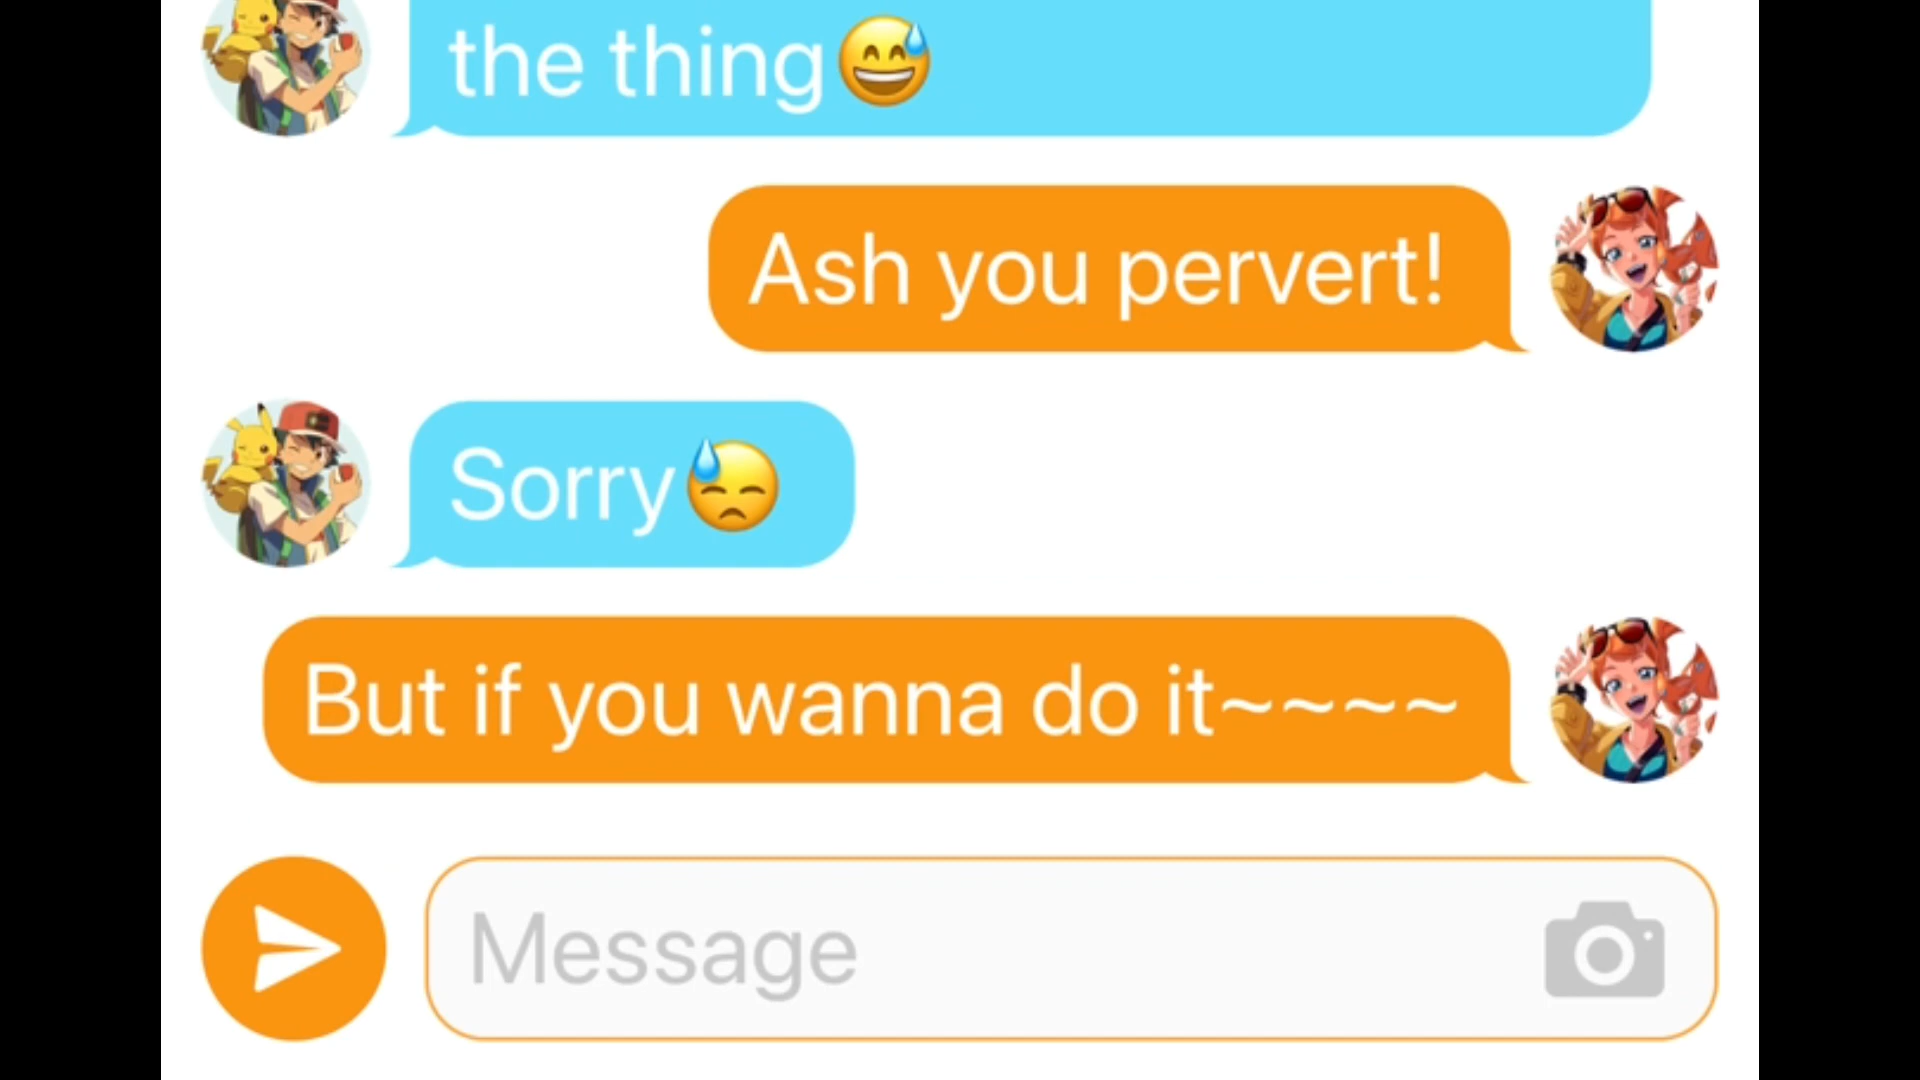 the thing😅
Ash you pervert!
Sorry😓
But if you wanna do it~~~~
Message